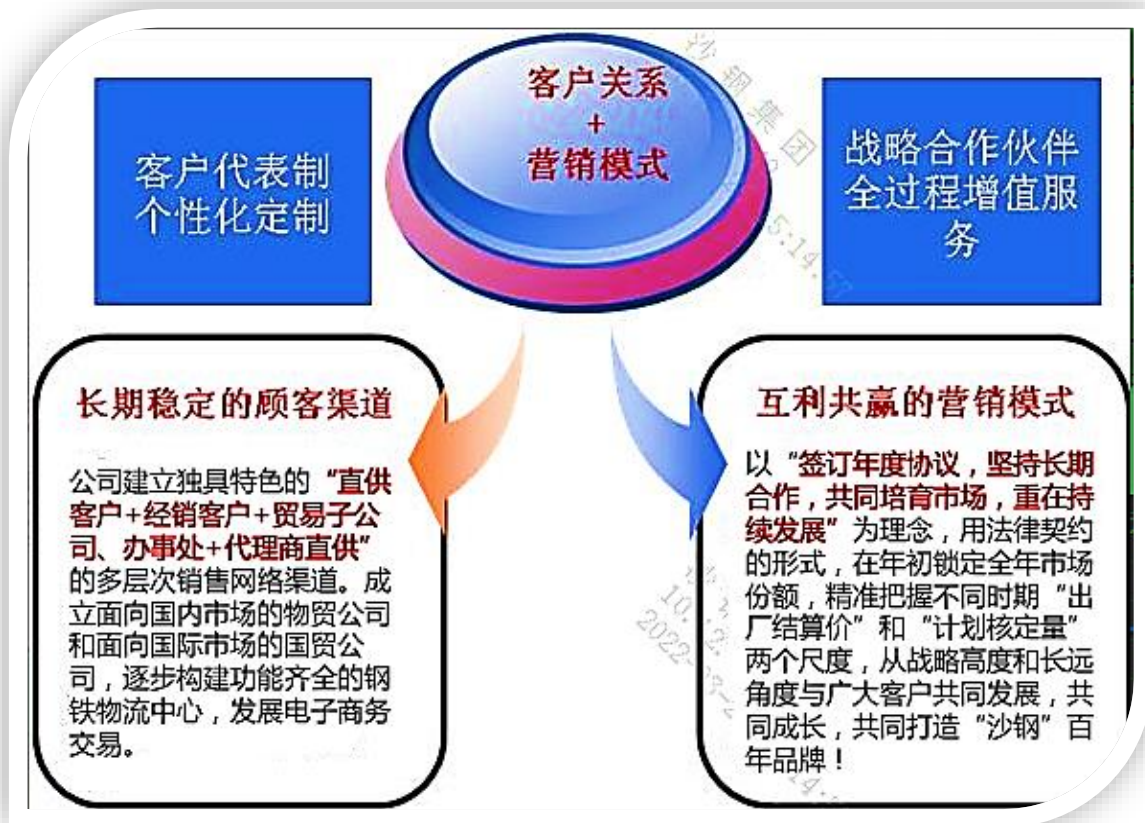 客户关系
+
营销模式
客户代表制
个性化定制
战略合作伙伴
全过程增值服
务
长期稳定的顾客渠道
公司建立独具特色的“直供
客户+经销客户+贸易子公
司、办事处+代理商直供”
的多层次销售网络渠道。成
立面向国内市场的物贸公司
和面向国际市场的国贸公
司，逐步构建功能齐全的钢
铁物流中心，发展电子商务
交易。
互利共赢的营销模式
以“签订年度协议，坚持长期
合作，共同培育市场，重在持
续发展”为理念，用法律契约
的形式，在年初锁定全年市场
份额，精准把握不同时期“出
厂结算价”和“计划核定量”
两个尺度，从战略高度和长远
角度与广大客户共同发展，共
同成长，共同打造“沙钢”百
年品牌！
沙钢集团